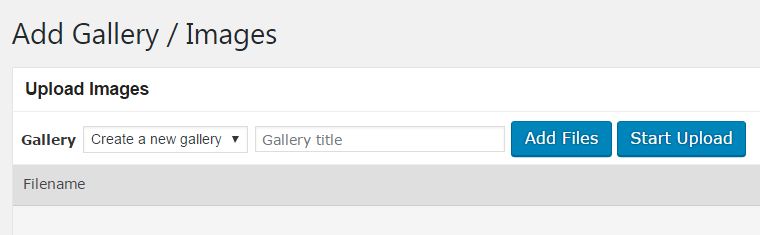 Add Gallery / Images
Upload Images
Gallery Create a new gallery Gallery title Add Files Start Upload
Filename